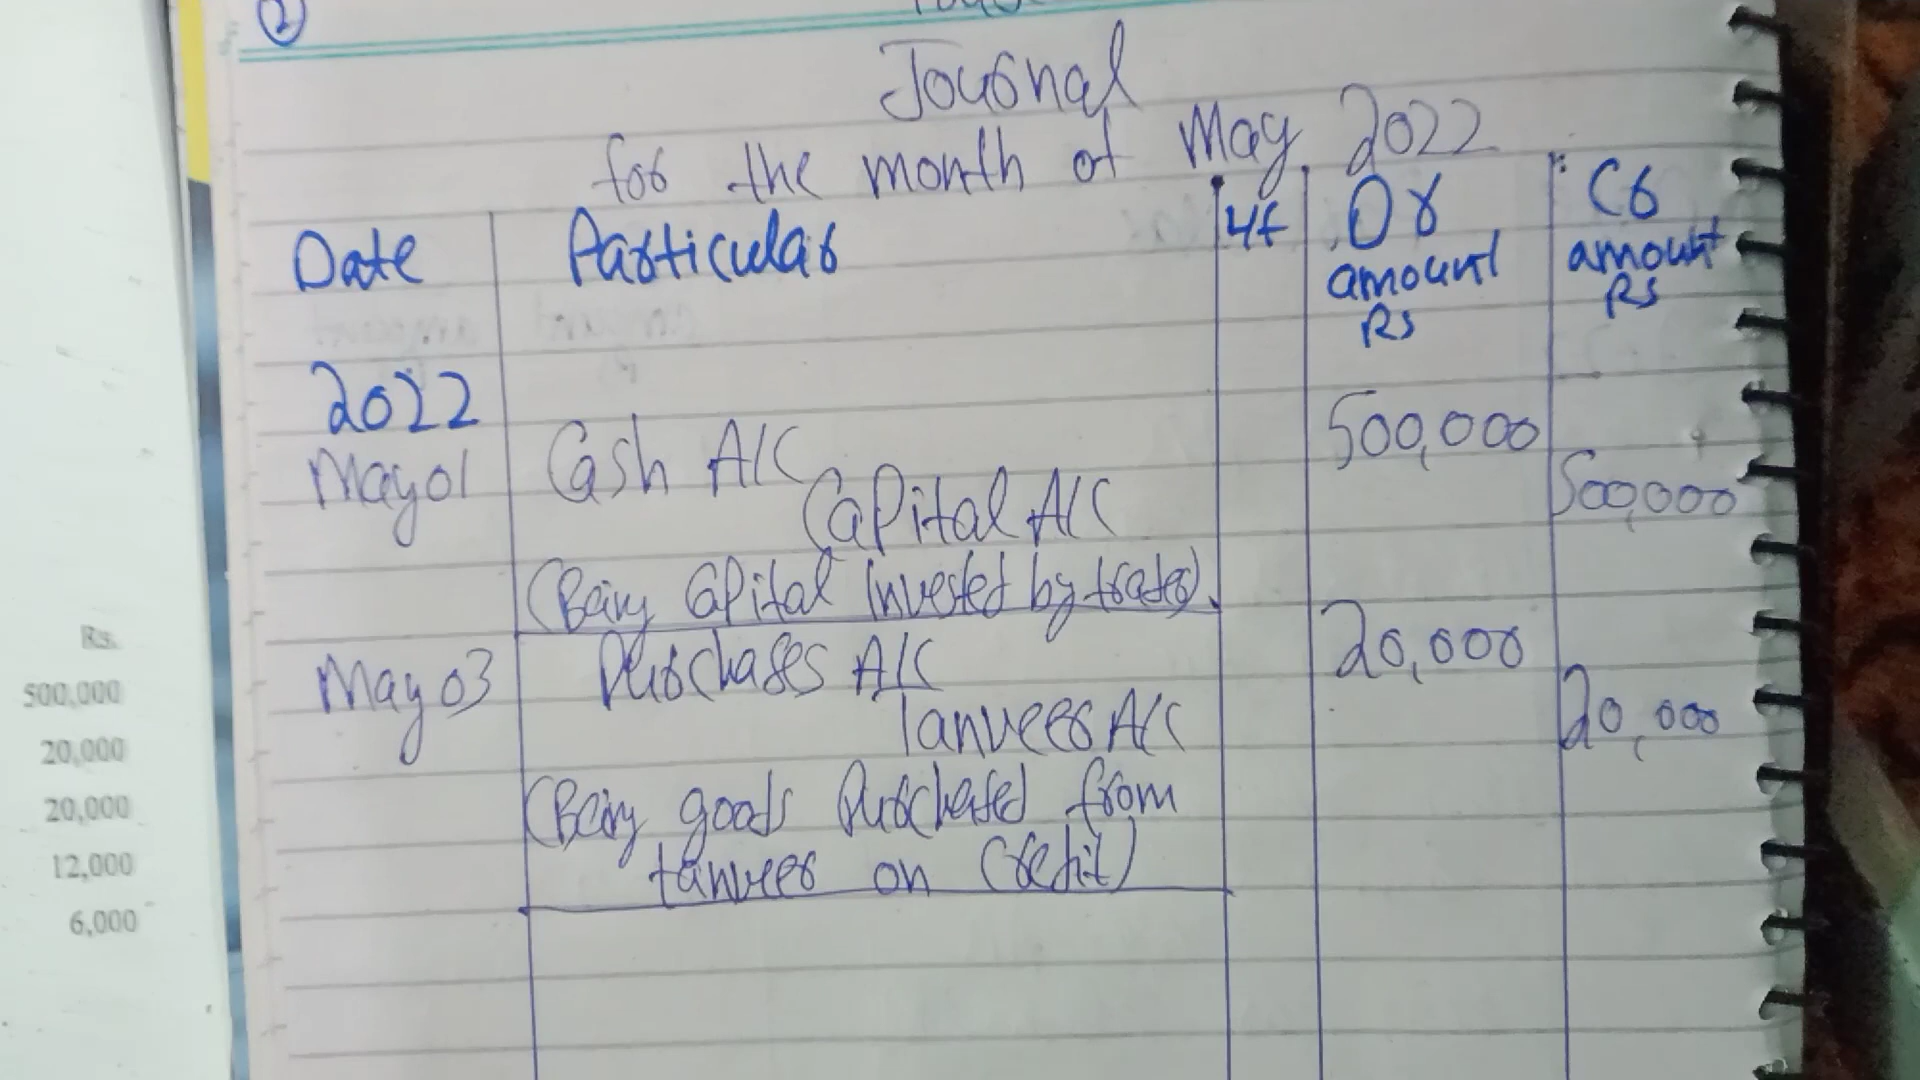 2
Journal
for the month of May, 2022
Date Particular L/f Dr amount Rs Cr amount Rs
2022
May 01 Cash A/C 500,000
Capital A/C 500,000
(Being Capital Invested by trader).
May 03 Purchases A/C 20,000
Tanveer A/C 20,000
(Being goods Purchased from
tanveer on Credit)
Rs.
500,000
20,000
20,000
12,000
6,000